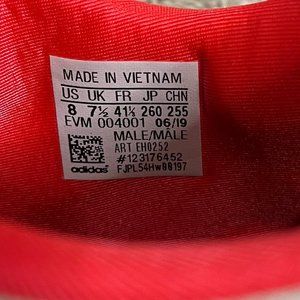 MADE IN VIETNAM
US UK FR JP CHN
8 7½ 41⅓ 260 255
EVM 004001 06/19
MALE/MALE
ART EH0252
#123176452
adidas FJPL54Hw88197